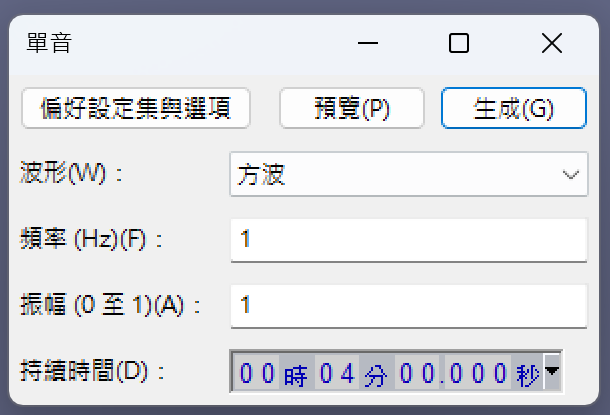 單音
偏好設定集與選項 預覽(P) 生成(G)
波形(W)： 方波
頻率 (Hz)(F)： 1
振幅 (0 至 1)(A)： 1
持續時間(D)： 00時04分00.000秒